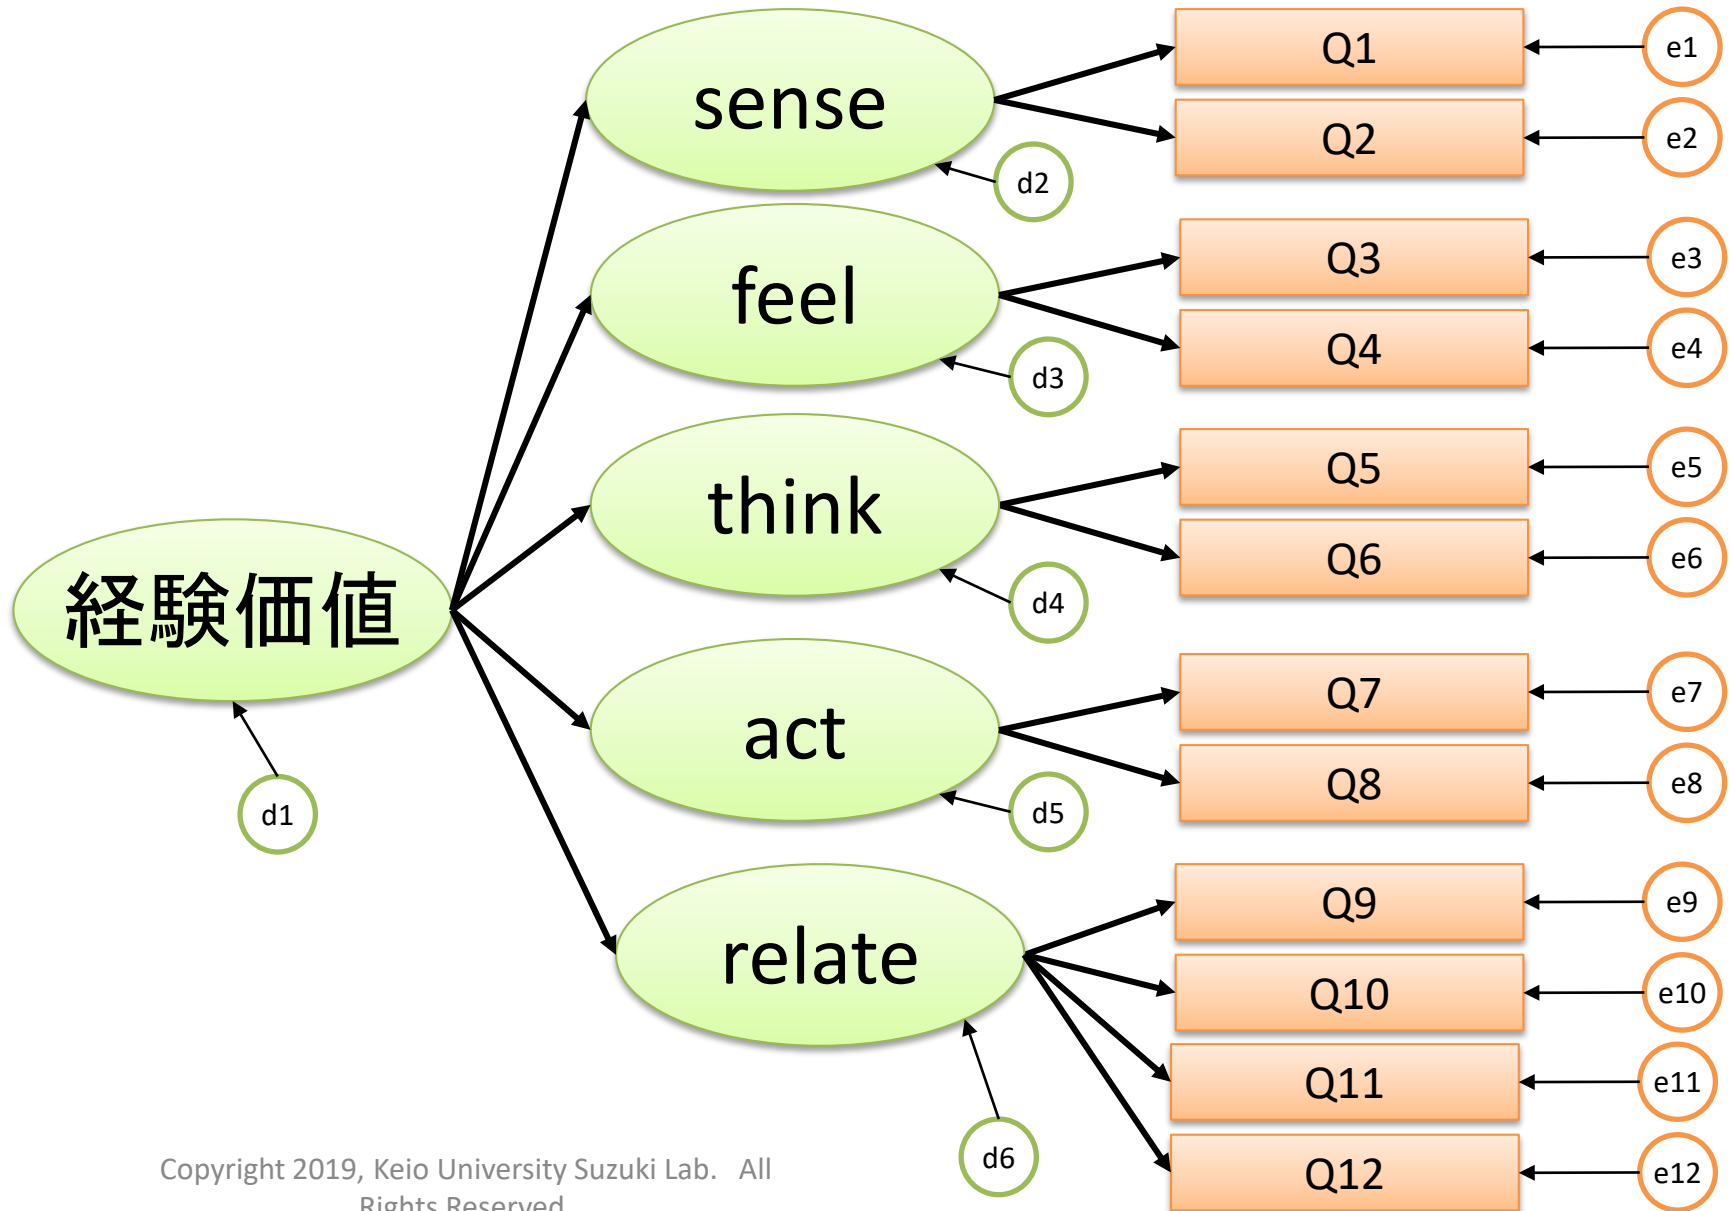 sense
Q1
e1
Q2
e2
d2
feel
Q3
e3
Q4
e4
d3
think
Q5
e5
Q6
e6
d4
経験価値
d1
act
Q7
e7
Q8
e8
d5
relate
Q9
e9
Q10
e10
Q11
e11
Q12
e12
d6
Copyright 2019, Keio University Suzuki Lab. All
Rights Reserved